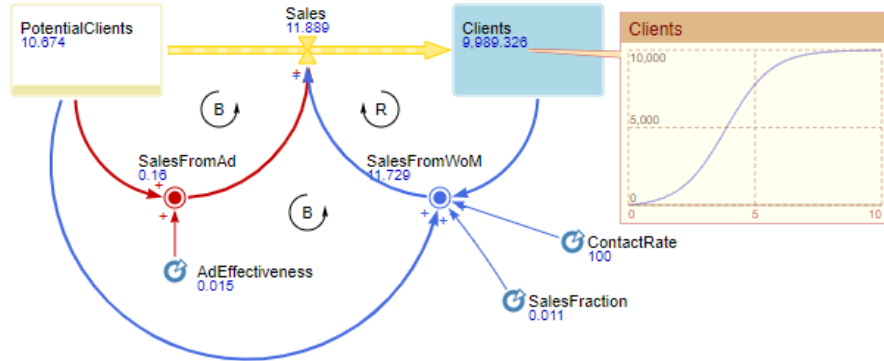 PotentialClients
10.674
Sales
11.889
Clients
9,989.326
Clients
10,000
5,000
0
0
5
10
+
+
B
R
SalesFromAd
0.16
SalesFromWoM
11.729
+
+
B
+
+
AdEffectiveness
0.015
ContactRate
100
SalesFraction
0.011